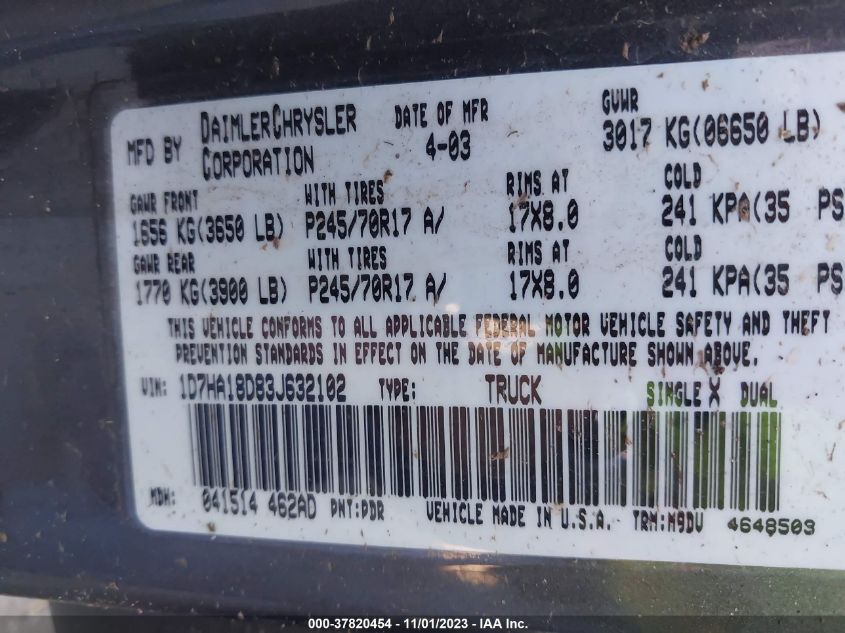 MFD BY DAIMLERCHRYSLER CORPORATION DATE OF MFR 4-03 GVWR 3017 KG(06650 LB)
GAWR FRONT WITH TIRES RIMS AT COLD
1656 KG(3650 LB) P245/70R17 A/ 17X8.0 241 KPA(35 PS
GAWR REAR WITH TIRES RIMS AT COLD
1770 KG(3900 LB) P245/70R17 A/ 17X8.0 241 KPA(35 PS
THIS VEHICLE CONFORMS TO ALL APPLICABLE FEDERAL MOTOR VEHICLE SAFETY AND THEFT
PREVENTION STANDARDS IN EFFECT ON THE DATE OF MANUFACTURE SHOWN ABOVE.
VIN: 1D7HA18D83J632102 TYPE: TRUCK SINGLE X DUAL
MDH: 041514 462AD PNT:PDR VEHICLE MADE IN U.S.A. TRM:M9DV 4648503
000-37820454 - 11/01/2023 - © IAA Inc.